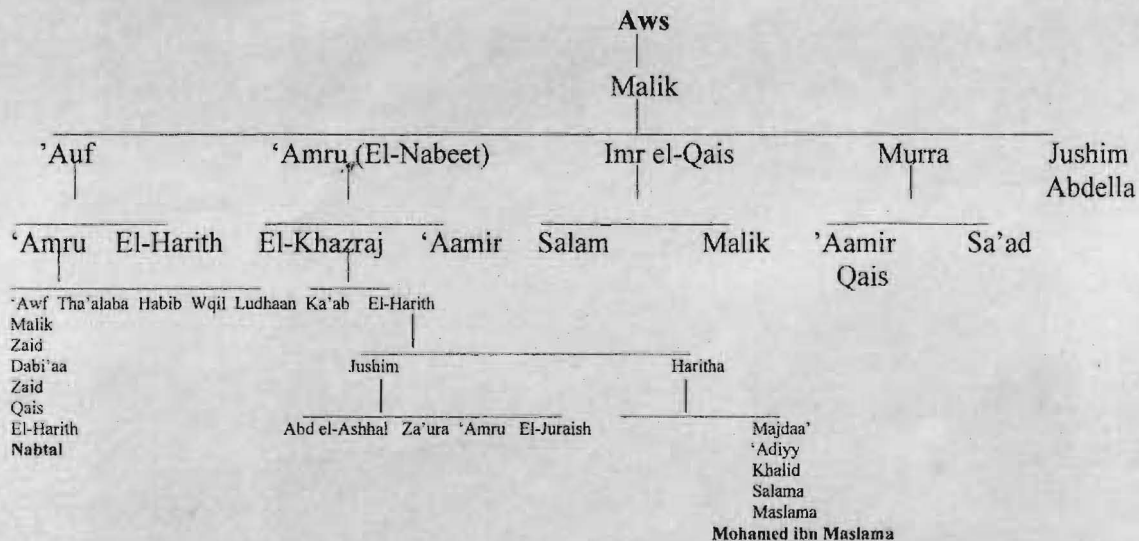 Aws
Malik
’Auf ‘Amru (El-Nabeet) Imr el-Qais Murra Jushim
Abdella
‘Amru El-Harith El-Khazraj ‘Aamir Salam Malik ’Aamir Sa’ad
Qais
‘Awf Tha’alaba Habib Wqil Ludhaan Ka’ab El-Harith
Malik
Zaid
Dabi’aa
Zaid
Qais
El-Harith
Nabtal
Jushim Haritha
Abd el-Ashhal Za’ura ‘Amru El-Juraish
Majdaa’
‘Adiyy
Khalid
Salama
Maslama
Mohamed ibn Maslama